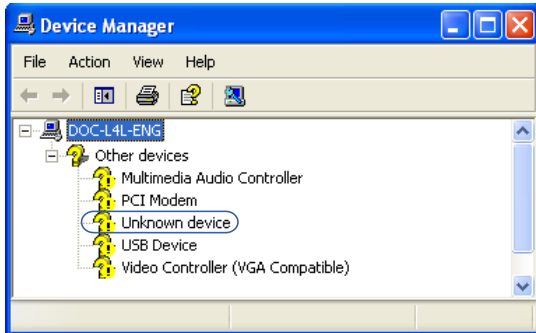 Device Manager
File Action View Help
DOC-L4L-ENG
Other devices
Multimedia Audio Controller
PCI Modem
Unknown device
USB Device
Video Controller (VGA Compatible)